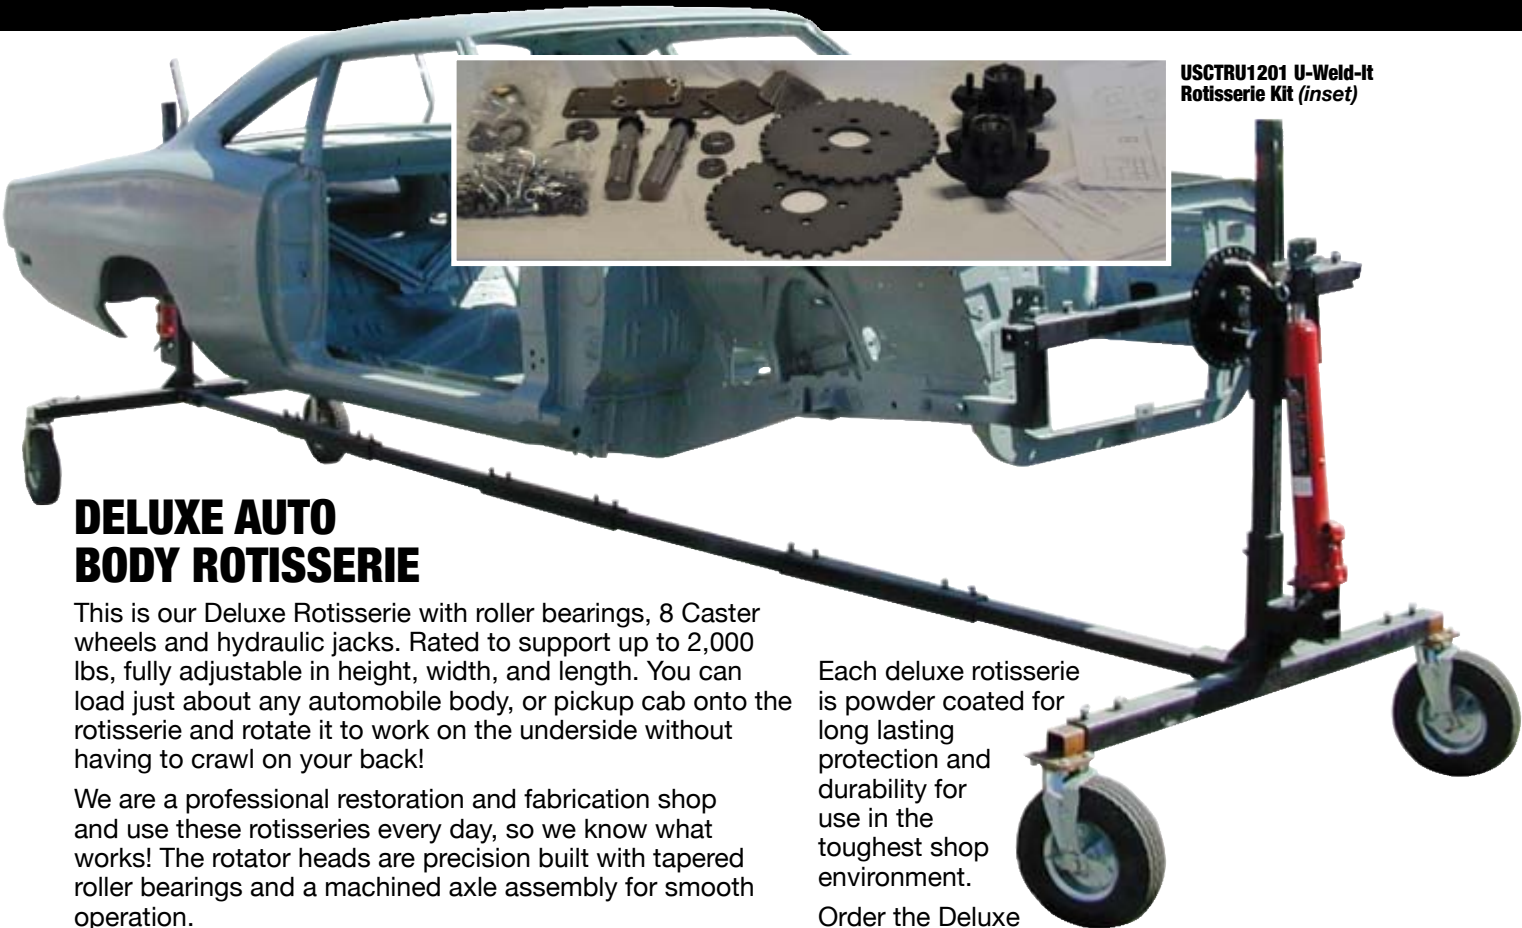 USCTRU1201 U-Weld-It
Rotisserie Kit (inset)
DELUXE AUTO
BODY ROTISSERIE
This is our Deluxe Rotisserie with roller bearings, 8 Caster
wheels and hydraulic jacks. Rated to support up to 2,000
lbs, fully adjustable in height, width, and length. You can
load just about any automobile body, or pickup cab onto the
rotisserie and rotate it to work on the underside without
having to crawl on your back!
We are a professional restoration and fabrication shop
and use these rotisseries every day, so we know what
works! The rotator heads are precision built with tapered
roller bearings and a machined axle assembly for smooth
operation.
Each deluxe rotisserie
is powder coated for
long lasting
protection and
durability for
use in the
toughest shop
environment.
Order the Deluxe